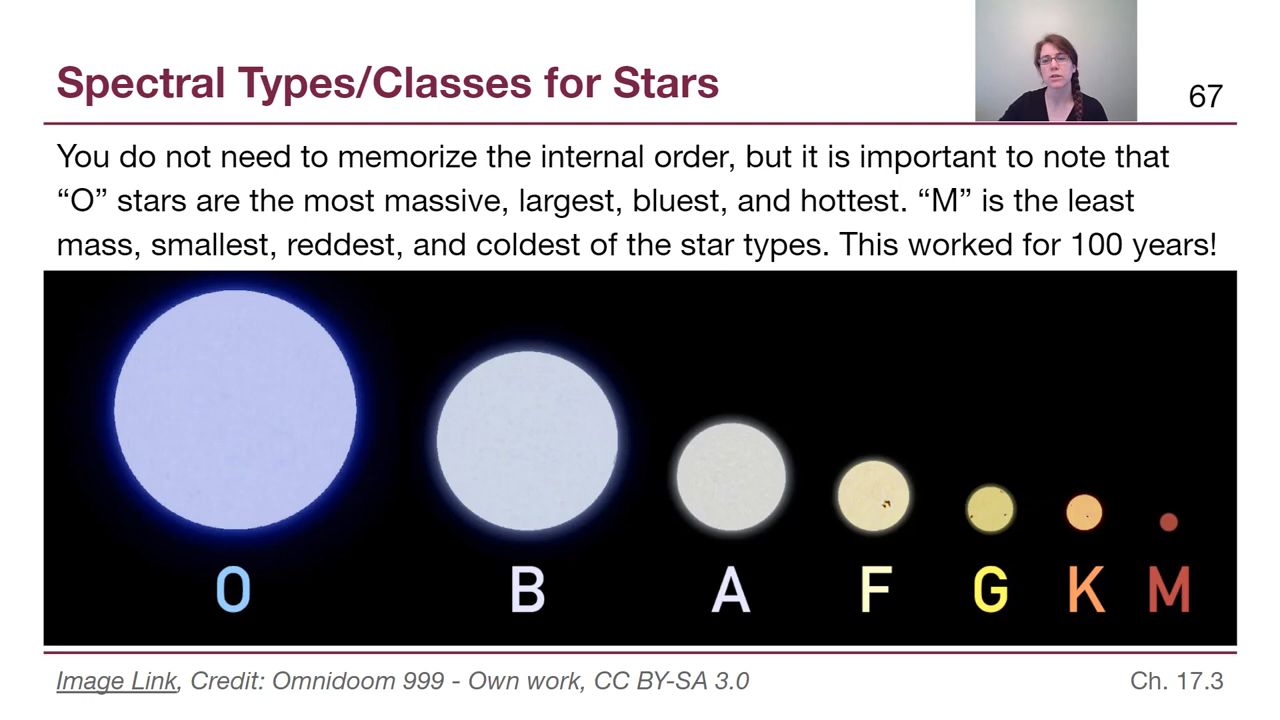 Spectral Types/Classes for Stars
67
You do not need to memorize the internal order, but it is important to note that
“O” stars are the most massive, largest, bluest, and hottest. “M” is the least
mass, smallest, reddest, and coldest of the star types. This worked for 100 years!
O B A F G K M
Image Link, Credit: Omnidoom 999 - Own work, CC BY-SA 3.0
Ch. 17.3